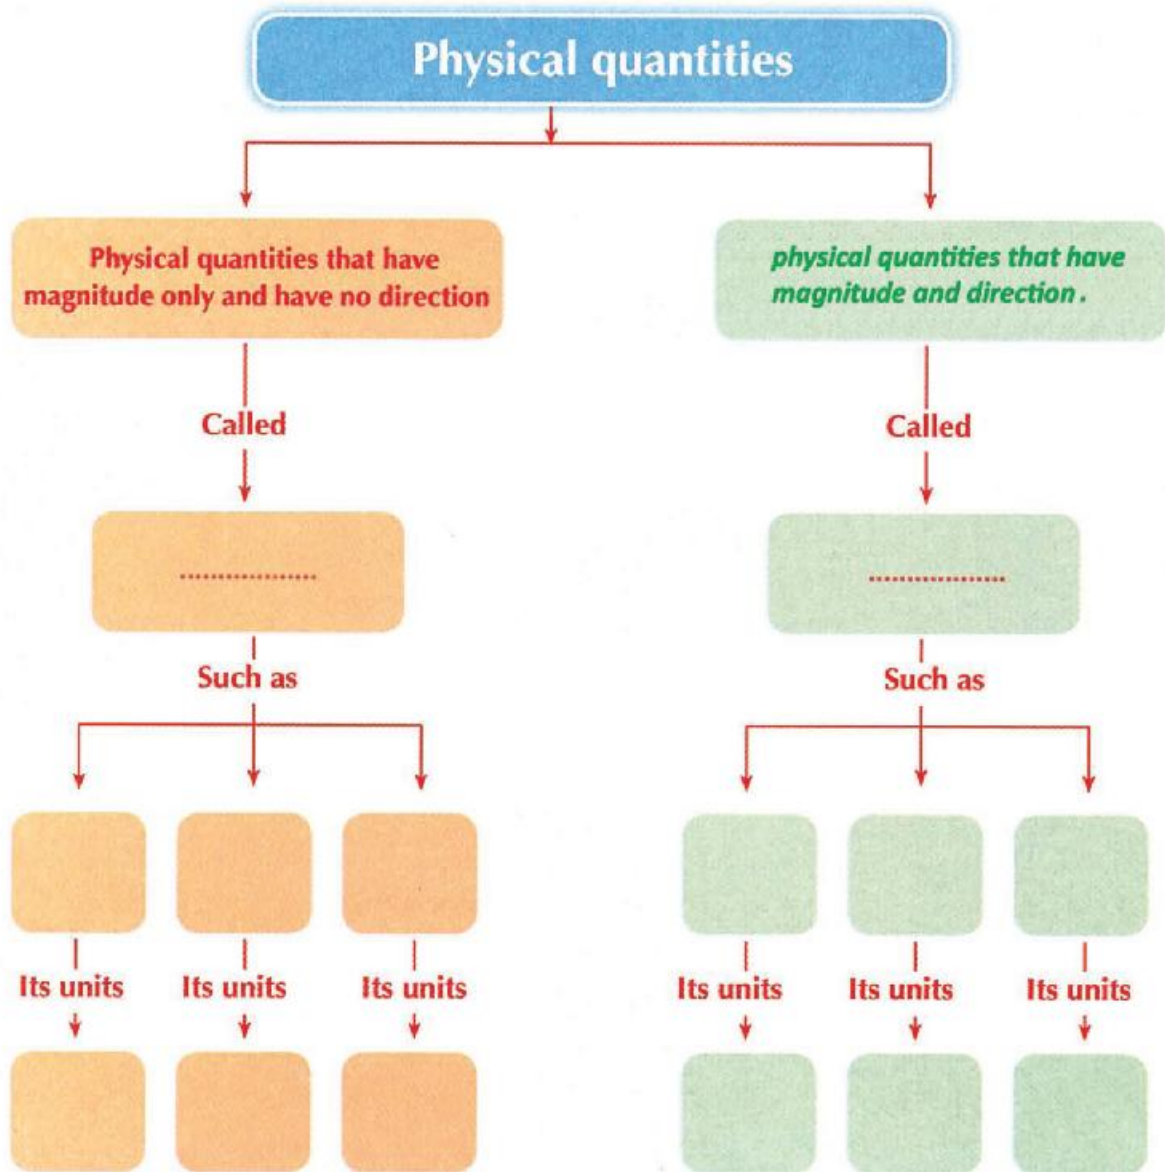 Physical quantities
Physical quantities that have
magnitude only and have no direction
physical quantities that have
magnitude and direction .
Called
Called
..................
..................
Such as
Such as
Its units
Its units
Its units
Its units
Its units
Its units